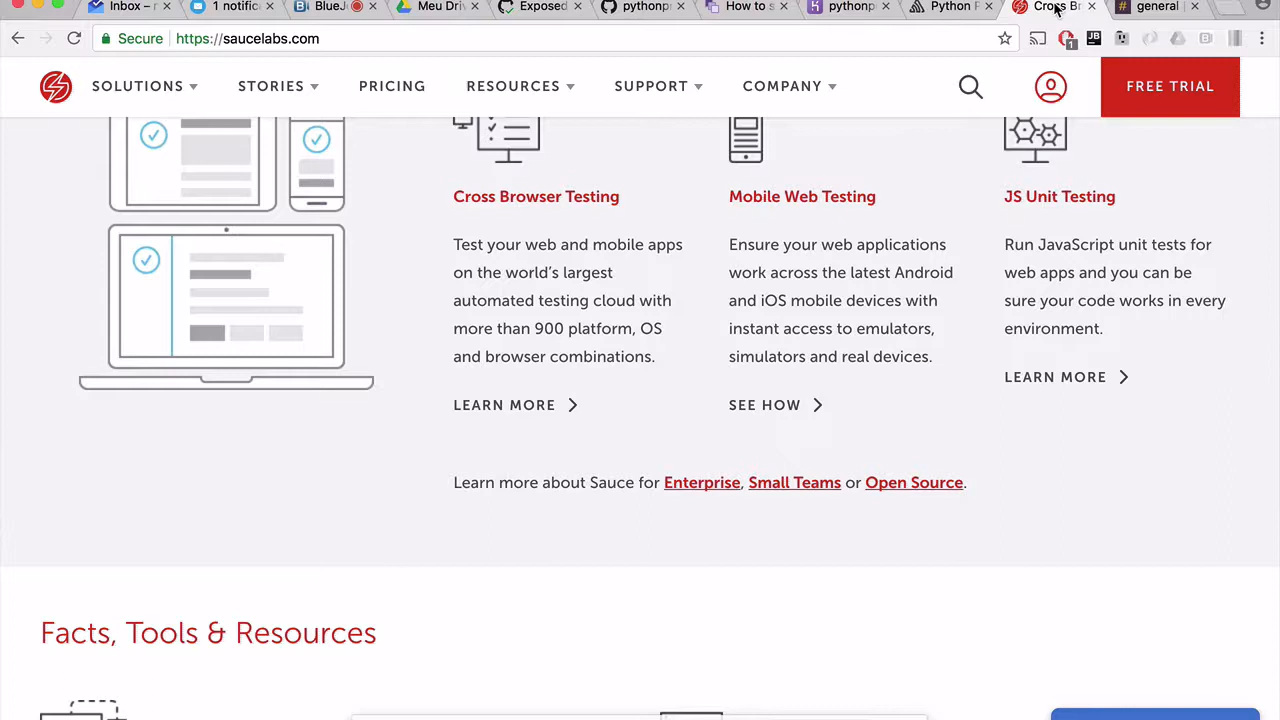 Inbox – r
1 notific
BlueJ
Meu Dri
Exposed
pythonp
How to s
pythonp
Python P
Cross Br
# general
Secure https://saucelabs.com
1
JB
SOLUTIONS STORIES PRICING RESOURCES SUPPORT COMPANY FREE TRIAL
Cross Browser Testing
Test your web and mobile apps
on the world's largest
automated testing cloud with
more than 900 platform, OS
and browser combinations.
LEARN MORE
Mobile Web Testing
Ensure your web applications
work across the latest Android
and iOS mobile devices with
instant access to emulators,
simulators and real devices.
SEE HOW
JS Unit Testing
Run JavaScript unit tests for
web apps and you can be
sure your code works in every
environment.
LEARN MORE
Learn more about Sauce for Enterprise, Small Teams or Open Source.
Facts, Tools & Resources